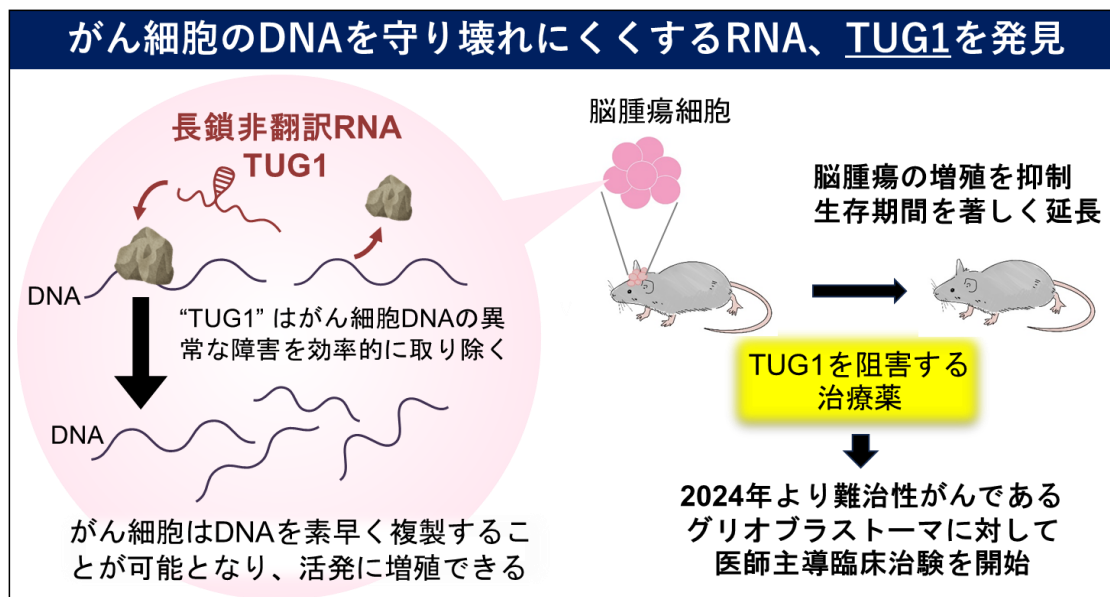 がん細胞のDNAを守り壊れにくくするRNA、TUG1を発見
長鎖非翻訳RNA
TUG1
DNA
“TUG1” はがん細胞DNAの異
常な障害を効率的に取り除く
DNA
がん細胞はDNAを素早く複製するこ
とが可能となり、活発に増殖できる
脳腫瘍細胞
脳腫瘍の増殖を抑制
生存期間を著しく延長
TUG1を阻害する
治療薬
2024年より難治性がんである
グリオブラストーマに対して
医師主導臨床治験を開始